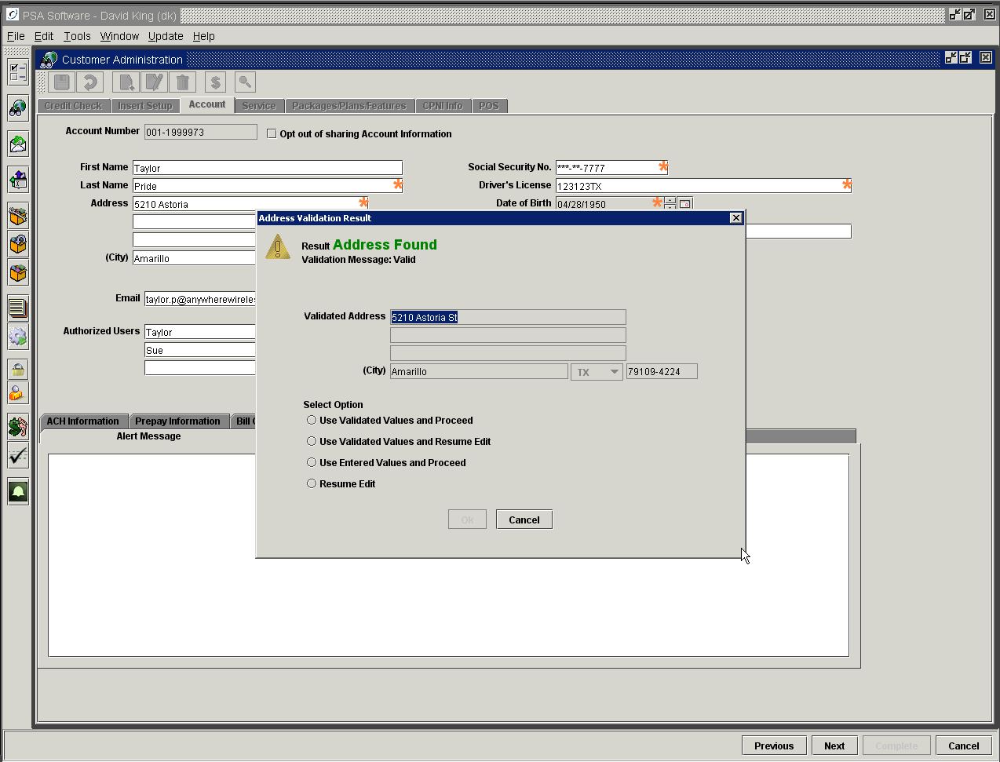 PSA Software - David King (dk)
File Edit Tools Window Update Help
Customer Administration
Credit Check Insert Setup Account Service Packages/Plans/Features CPNI Info POS
Account Number 001-1999973 Opt out of sharing Account Information
First Name Taylor Social Security No. ***-**-7777
Last Name Pride Driver's License 123123TX
Address 5210 Astoria Date of Birth 04/28/1950
Address Validation Result
Result Address Found
Validation Message: Valid
(City) Amarillo
Email taylor.p@anywherewireles
Validated Address 5210 Astoria St
Authorized Users Taylor
Sue
(City) Amarillo TX 79109-4224
Select Option
Use Validated Values and Proceed
Use Validated Values and Resume Edit
Use Entered Values and Proceed
Resume Edit
ACH Information Prepay Information Bill
Alert Message
Ok Cancel
Previous Next Complete Cancel